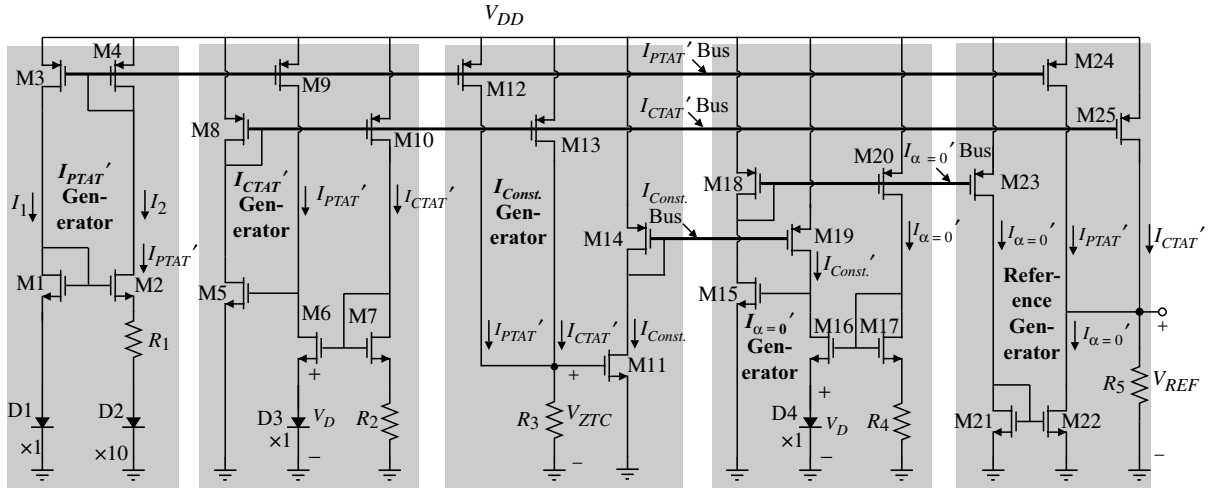 V_DD
M3
M4
I_PTAT′ Generator
I_1
I_2
I_PTAT′
M1
M2
R_1
D1
×1
D2
×10
M9
M8
M10
I_CTAT′ Generator
I_PTAT′
I_CTAT′
M5
M6
M7
+
D3
×1
V_D
–
R_2
M12
M13
I_Const. Generator
I_PTAT′
I_CTAT′
I_Const.
M14
M11
+
R_3
V_ZTC
–
I_PTAT′ Bus
I_CTAT′ Bus
I_Const. Bus
M18
M20
I_α = 0′ Bus
M19
I_Const.′
I_α = 0′
M15
I_α=0′ Generator
M16
M17
+
D4
×1
V_D
–
R_4
M24
M25
M23
I_α = 0′
I_PTAT′
I_CTAT′
Reference Generator
I_α = 0′
M21
M22
R_5
+
V_REF
–